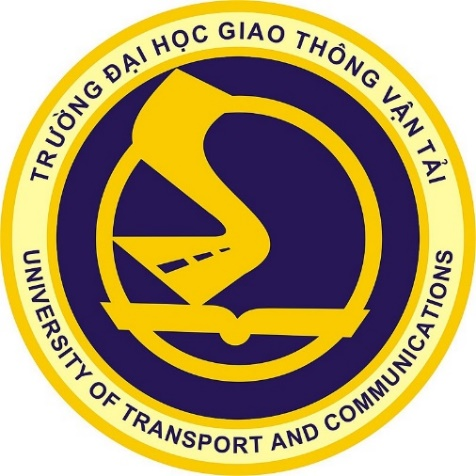 TRƯỜNG ĐẠI HỌC GIAO THÔNG VẬN TẢI
UNIVERSITY OF TRANSPORT AND COMMUNICATIONS